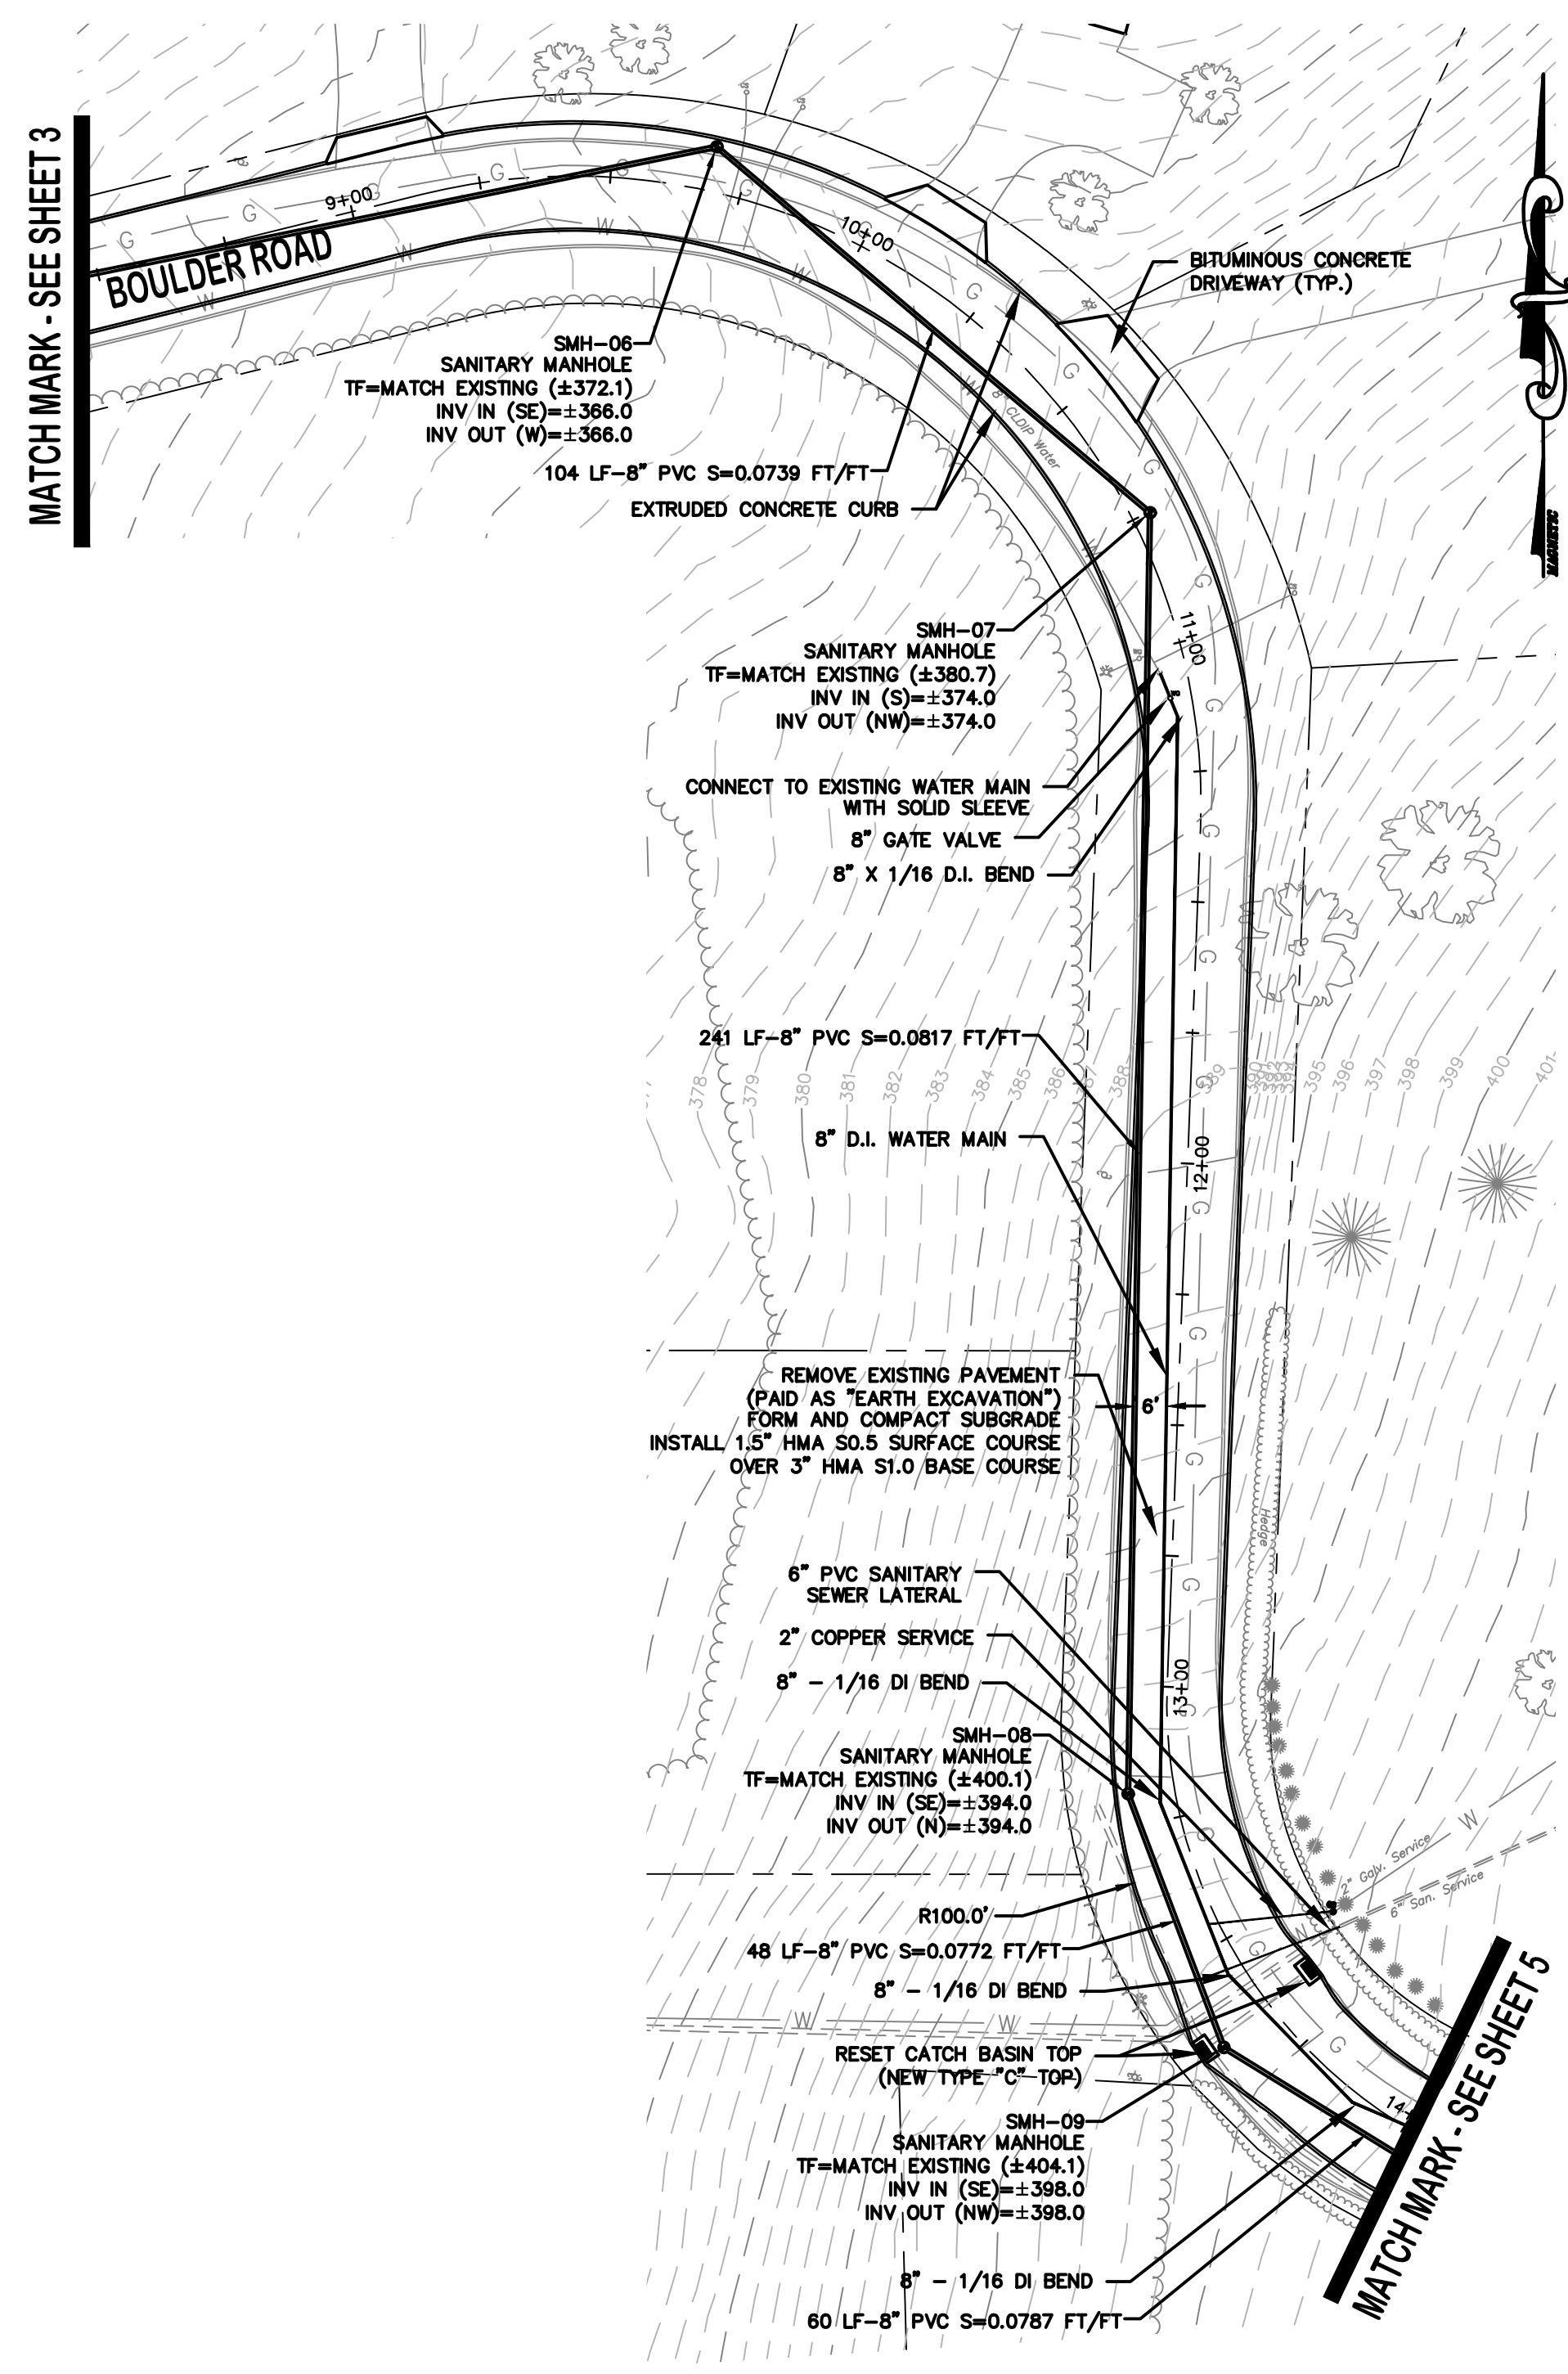 MATCH MARK - SEE SHEET 3
9+00
BOULDER ROAD
10+00
BITUMINOUS CONCRETE
DRIVEWAY (TYP.)
SMH-06
SANITARY MANHOLE
TF=MATCH EXISTING (±372.1)
INV IN (SE)=±366.0
INV OUT (W)=±366.0
8" CLDIP Water
104 LF-8" PVC S=0.0739 FT/FT
EXTRUDED CONCRETE CURB
MAGNETIC
SMH-07
SANITARY MANHOLE
TF=MATCH EXISTING (±380.7)
INV IN (S)=±374.0
INV OUT (NW)=±374.0
11+00
CONNECT TO EXISTING WATER MAIN
WITH SOLID SLEEVE
8" GATE VALVE
8" X 1/16 D.I. BEND
241 LF-8" PVC S=0.0817 FT/FT
378 379 380 381 382 383 384 385 386 387 388 389 390 391 392 393 394 395 396 397 398 399 400 401
8" D.I. WATER MAIN
12+00
REMOVE EXISTING PAVEMENT
(PAID AS "EARTH EXCAVATION")
FORM AND COMPACT SUBGRADE
INSTALL 1.5" HMA S0.5 SURFACE COURSE
OVER 3" HMA S1.0 BASE COURSE
6'
Hedge
6" PVC SANITARY
SEWER LATERAL
2" COPPER SERVICE
8" - 1/16 DI BEND
13+00
SMH-08
SANITARY MANHOLE
TF=MATCH EXISTING (±400.1)
INV IN (SE)=±394.0
INV OUT (N)=±394.0
2" Galv. Service
6" San. Service
R100.0'
48 LF-8" PVC S=0.0772 FT/FT
8" - 1/16 DI BEND
RESET CATCH BASIN TOP
(NEW TYPE "C" TOP)
SMH-09
SANITARY MANHOLE
TF=MATCH EXISTING (±404.1)
INV IN (SE)=±398.0
INV OUT (NW)=±398.0
14+
8" - 1/16 DI BEND
60 LF-8" PVC S=0.0787 FT/FT
MATCH MARK - SEE SHEET 5